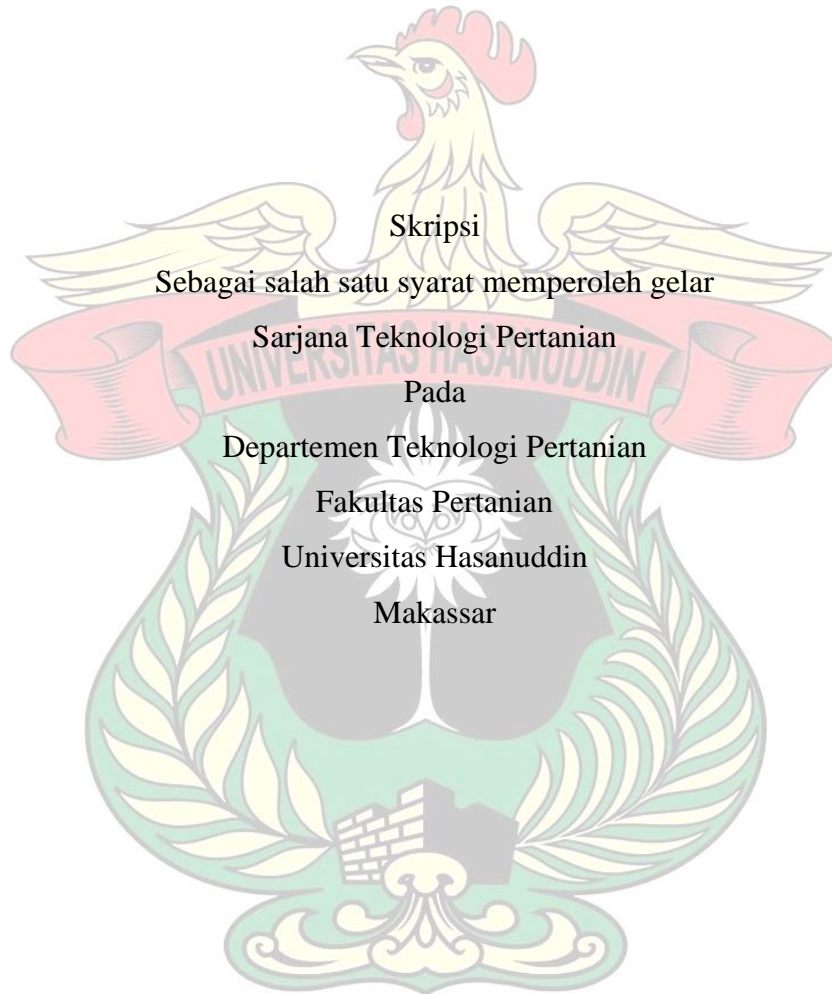 Skripsi
Sebagai salah satu syarat memperoleh gelar
Sarjana Teknologi Pertanian
UNIVERSITAS HASANUDDIN
Pada
Departemen Teknologi Pertanian
Fakultas Pertanian
Universitas Hasanuddin
Makassar